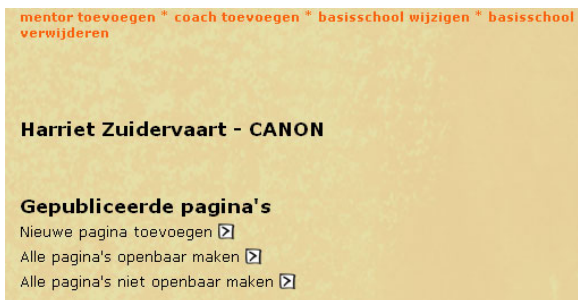 mentor toevoegen * coach toevoegen * basisschool wijzigen * basisschool
verwijderen
Harriet Zuidervaart - CANON
Gepubliceerde pagina's
Nieuwe pagina toevoegen
Alle pagina's openbaar maken
Alle pagina's niet openbaar maken